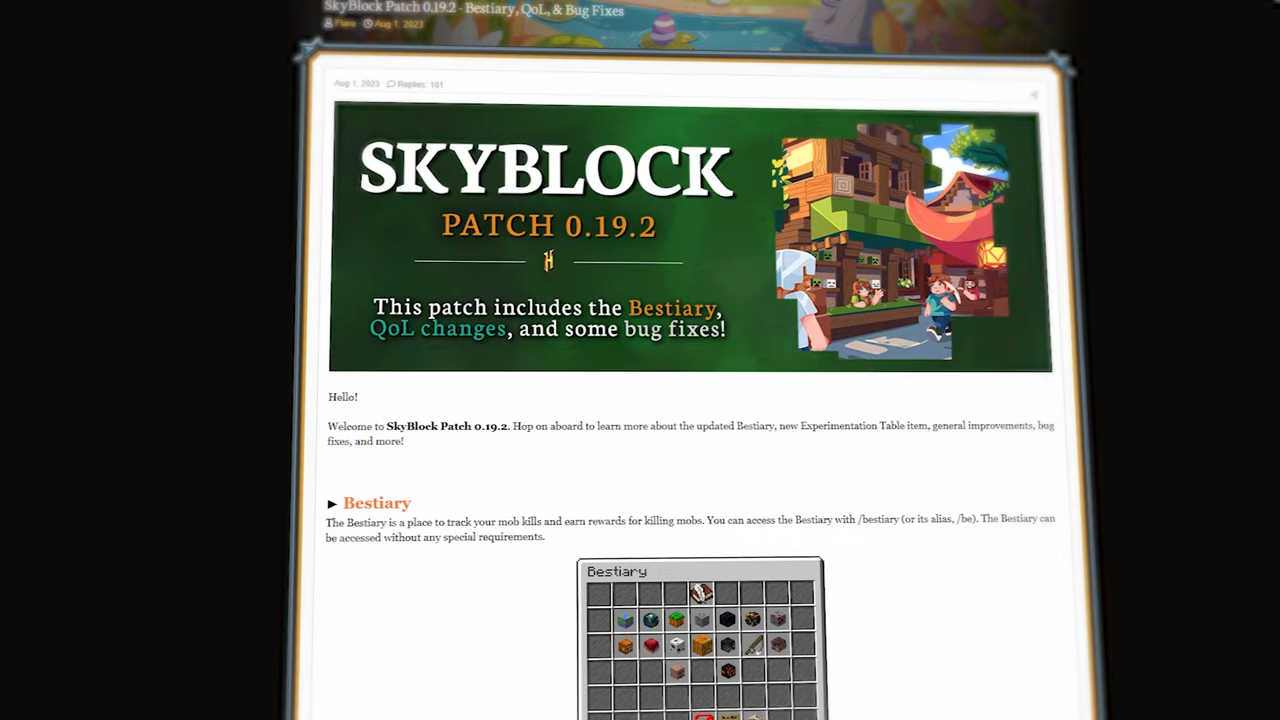 SkyBlock Patch 0.19.2 - Bestiary, QoL, & Bug Fixes
Flare · Aug 1, 2023
Aug 1, 2023 · Replies: 161
SKYBLOCK
PATCH 0.19.2
This patch includes the Bestiary,
QoL changes, and some bug fixes!
Hello!
Welcome to SkyBlock Patch 0.19.2. Hop on aboard to learn more about the updated Bestiary, new Experimentation Table item, general improvements, bug
fixes, and more!
► Bestiary
The Bestiary is a place to track your mob kills and earn rewards for killing mobs. You can access the Bestiary with /bestiary (or its alias, /be). The Bestiary can
be accessed without any special requirements.
Bestiary